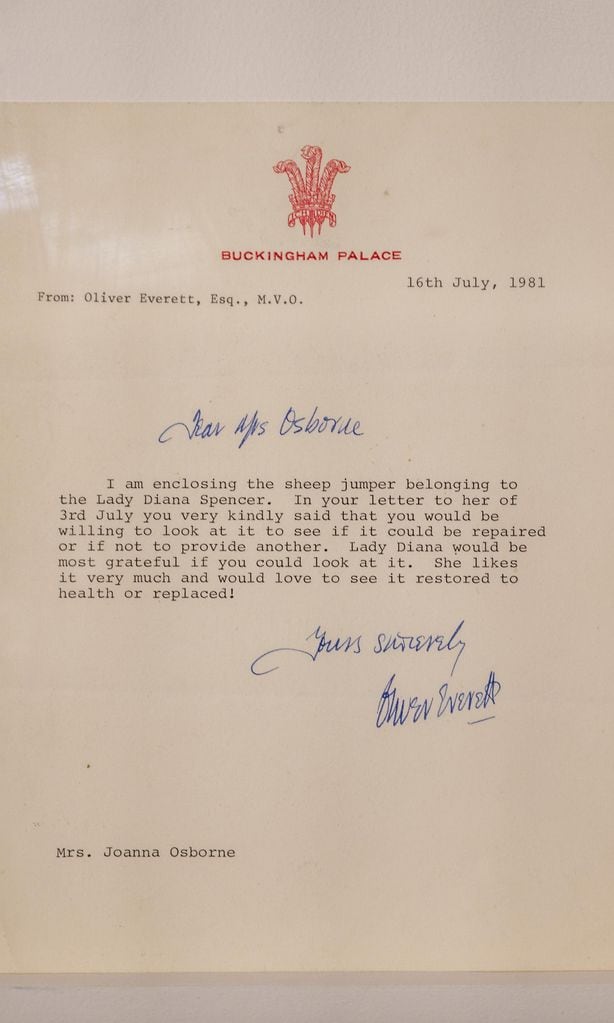 BUCKINGHAM PALACE
16th July, 1981
From: Oliver Everett, Esq., M.V.O.
Dear Mrs Osborne
I am enclosing the sheep jumper belonging to
the Lady Diana Spencer. In your letter to her of
3rd July you very kindly said that you would be
willing to look at it to see if it could be repaired
or if not to provide another. Lady Diana would be
most grateful if you could look at it. She likes
it very much and would love to see it restored to
health or replaced!
Yours sincerely
Oliver Everett
Mrs. Joanna Osborne